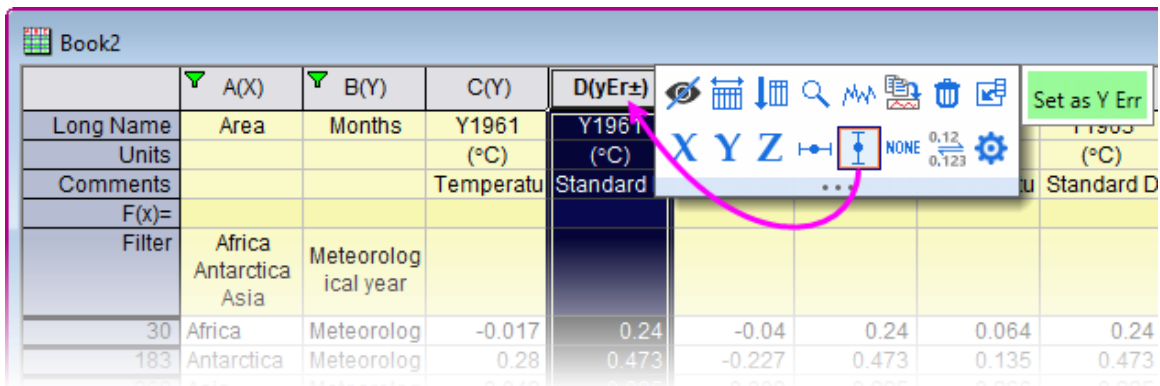 Book2
A(X) B(Y) C(Y) D(yEr±)
Set as Y Err
Long Name Area Months Y1961 Y1961
X Y Z NONE 0.12 0.123
Units (°C) (°C) (°C)
Comments Temperatu Standard Standard D
F(x)=
Filter Africa Antarctica Asia Meteorolog ical year
30 Africa Meteorolog -0.017 0.24 -0.04 0.24 0.064 0.24
183 Antarctica Meteorolog 0.28 0.473 -0.227 0.473 0.135 0.473